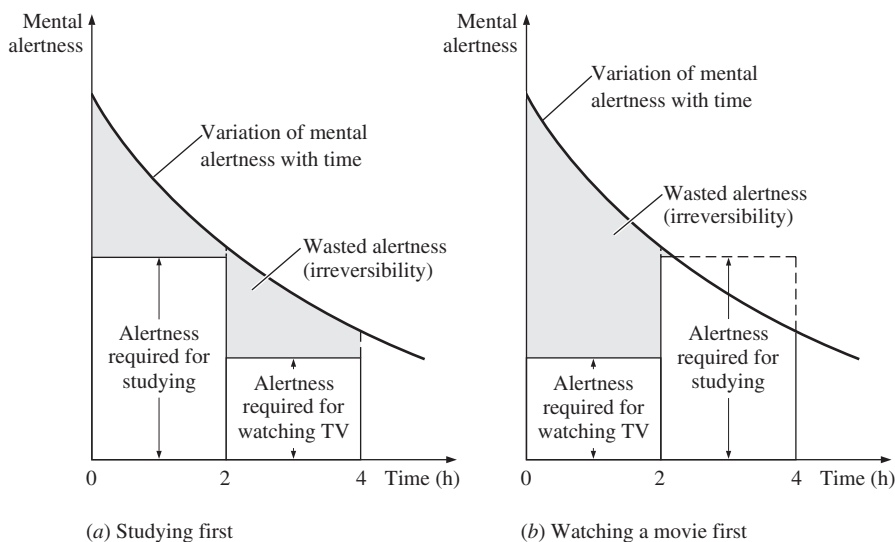 Mental
alertness
Variation of mental
alertness with time
Wasted alertness
(irreversibility)
Alertness
required for
studying
Alertness
required for
watching TV
0
2
4
Time (h)
(a) Studying first
Mental
alertness
Variation of mental
alertness with time
Wasted alertness
(irreversibility)
Alertness
required for
watching TV
Alertness
required for
studying
0
2
4
Time (h)
(b) Watching a movie first